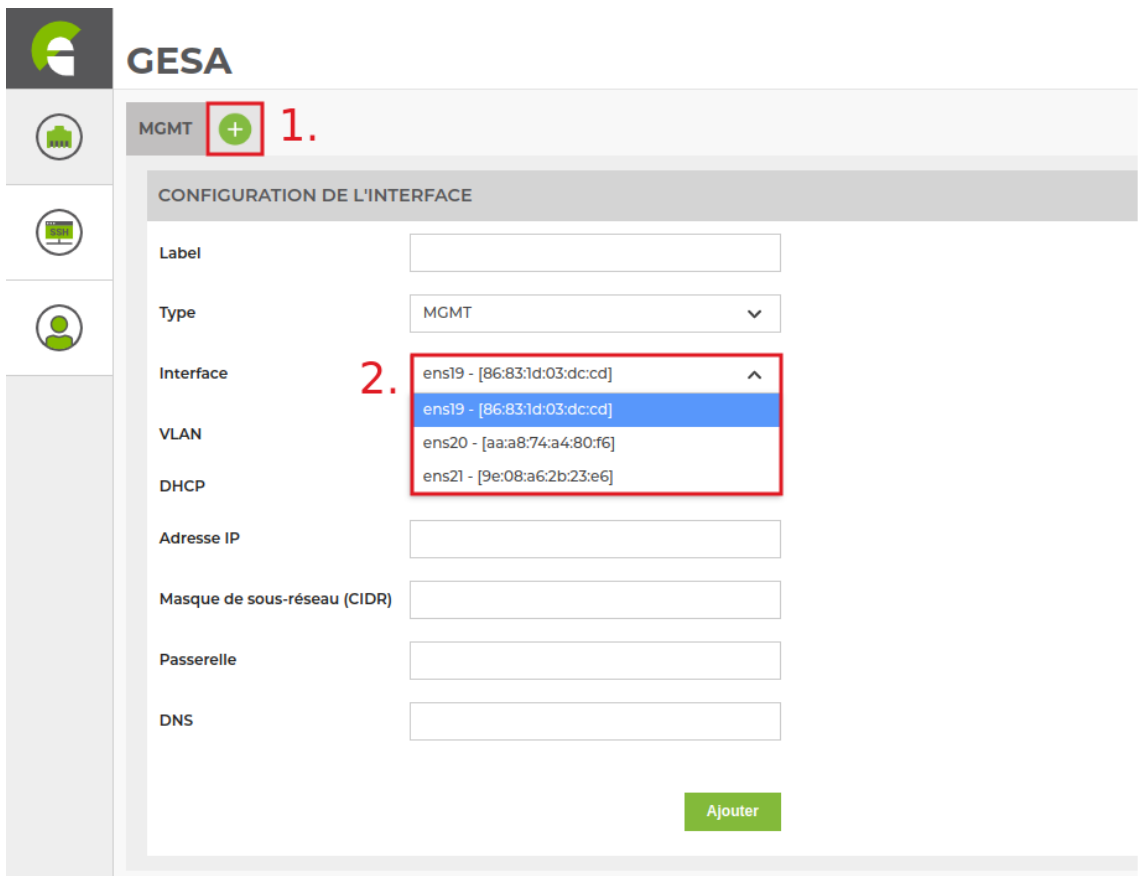 GESA
MGMT
1.
CONFIGURATION DE L'INTERFACE
SSH
Label
Type
MGMT
Interface
2.
ens19 - [86:83:1d:03:dc:cd]
ens19 - [86:83:1d:03:dc:cd]
ens20 - [aa:a8:74:a4:80:f6]
ens21 - [9e:08:a6:2b:23:e6]
VLAN
DHCP
Adresse IP
Masque de sous-réseau (CIDR)
Passerelle
DNS
Ajouter